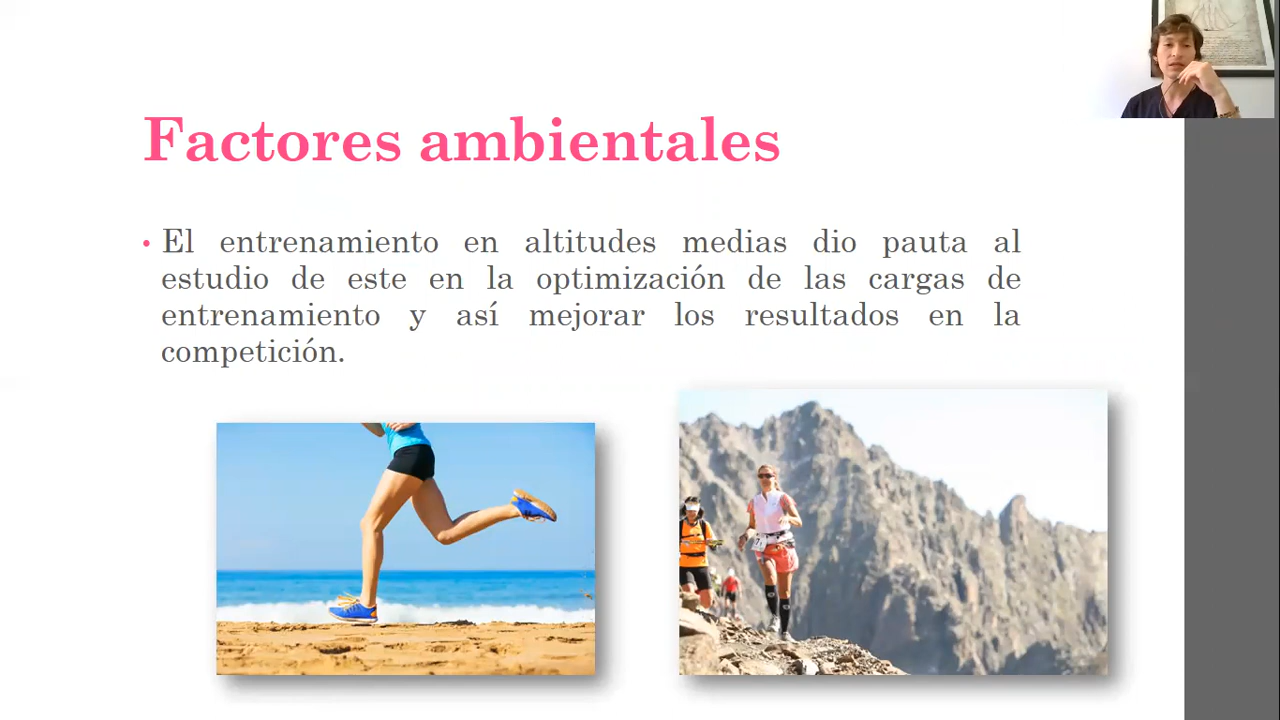 Factores ambientales
• El entrenamiento en altitudes medias dio pauta al
estudio de este en la optimización de las cargas de
entrenamiento y así mejorar los resultados en la
competición.